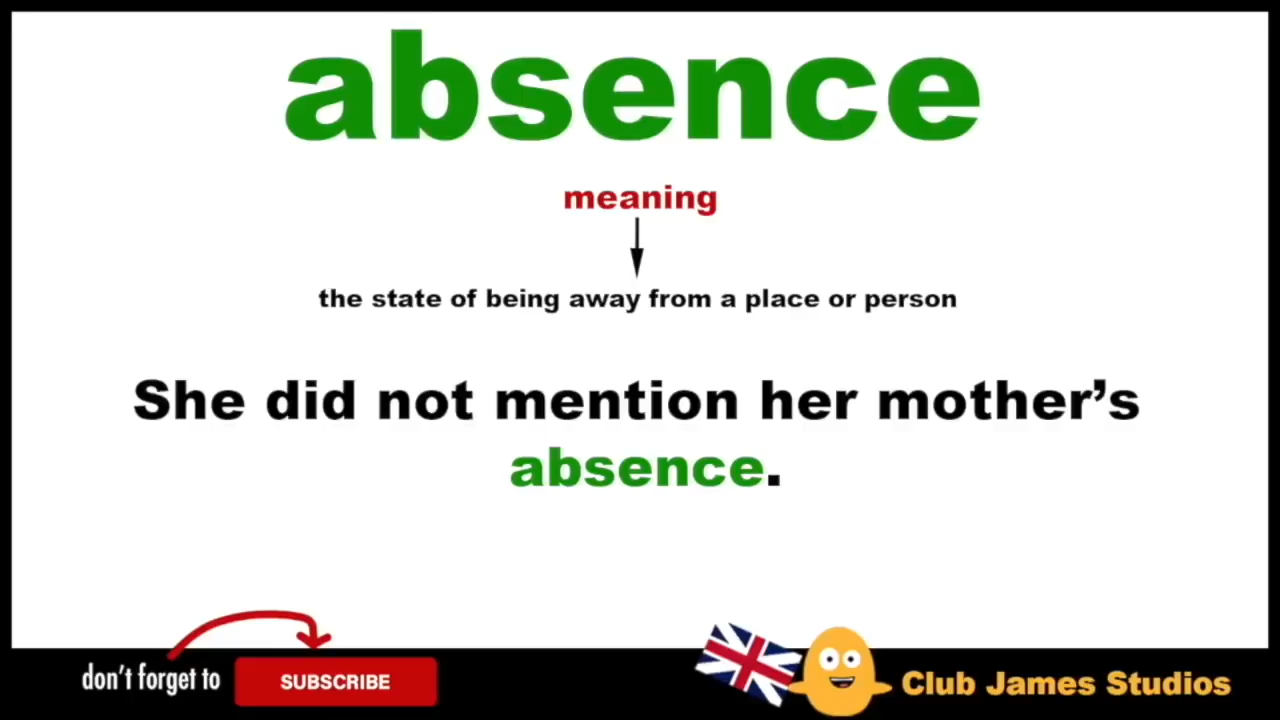 absence
meaning
the state of being away from a place or person
She did not mention her mother’s
absence.
don't forget to
SUBSCRIBE
Club James Studios